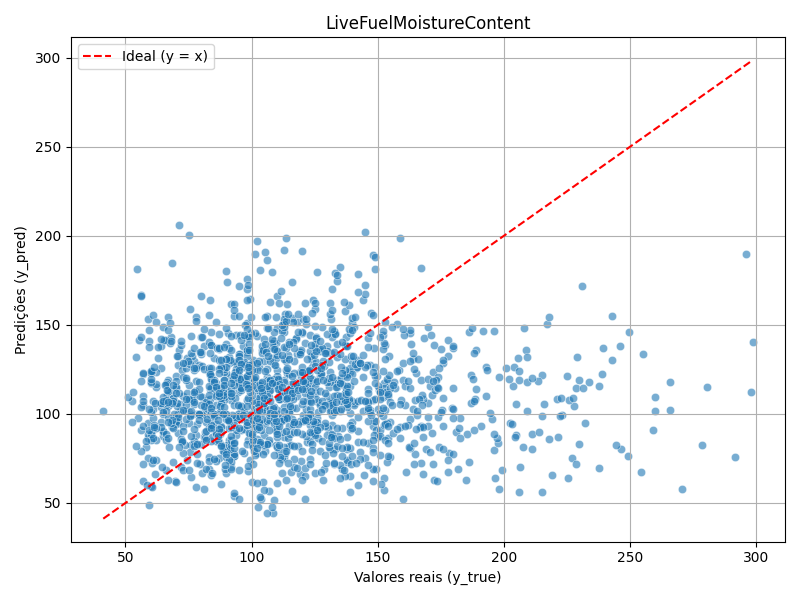 LiveFuelMoistureContent
Ideal (y = x)
300
250
200
150
100
50
Predições (y_pred)
50 100 150 200 250 300
Valores reais (y_true)